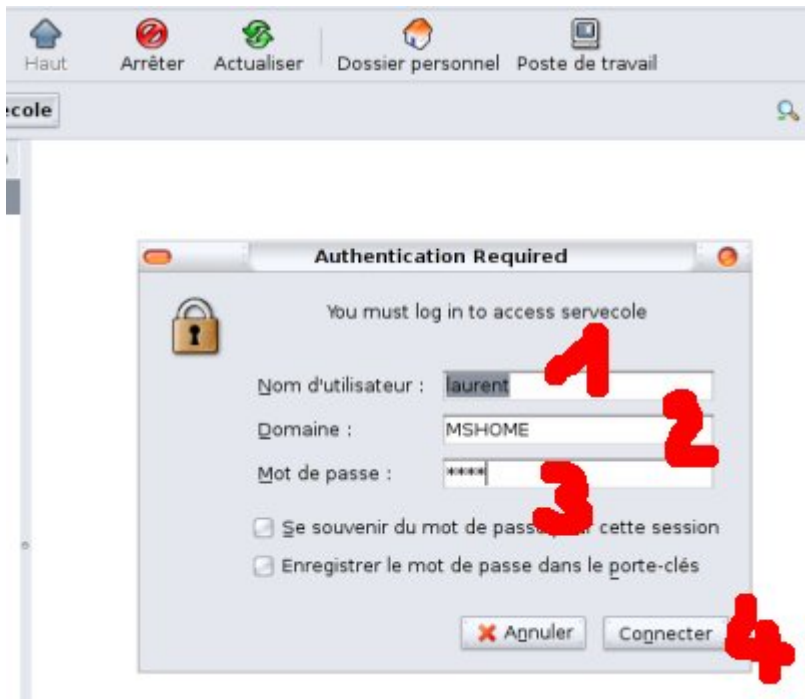 Haut Arrêter Actualiser Dossier personnel Poste de travail
ecole
Authentication Required
You must log in to access servecole
1
Nom d'utilisateur : laurent
Domaine : MSHOME
2
Mot de passe : ****
3
Se souvenir du mot de passe cette session
Enregistrer le mot de passe dans le porte-clés
Annuler Connecter
4